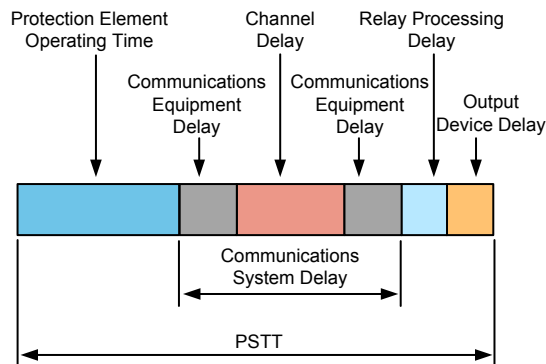 Protection Element
Operating Time
Channel
Delay
Relay Processing
Delay
Communications
Equipment
Delay
Communications
Equipment
Delay
Output
Device Delay
Communications
System Delay
PSTT